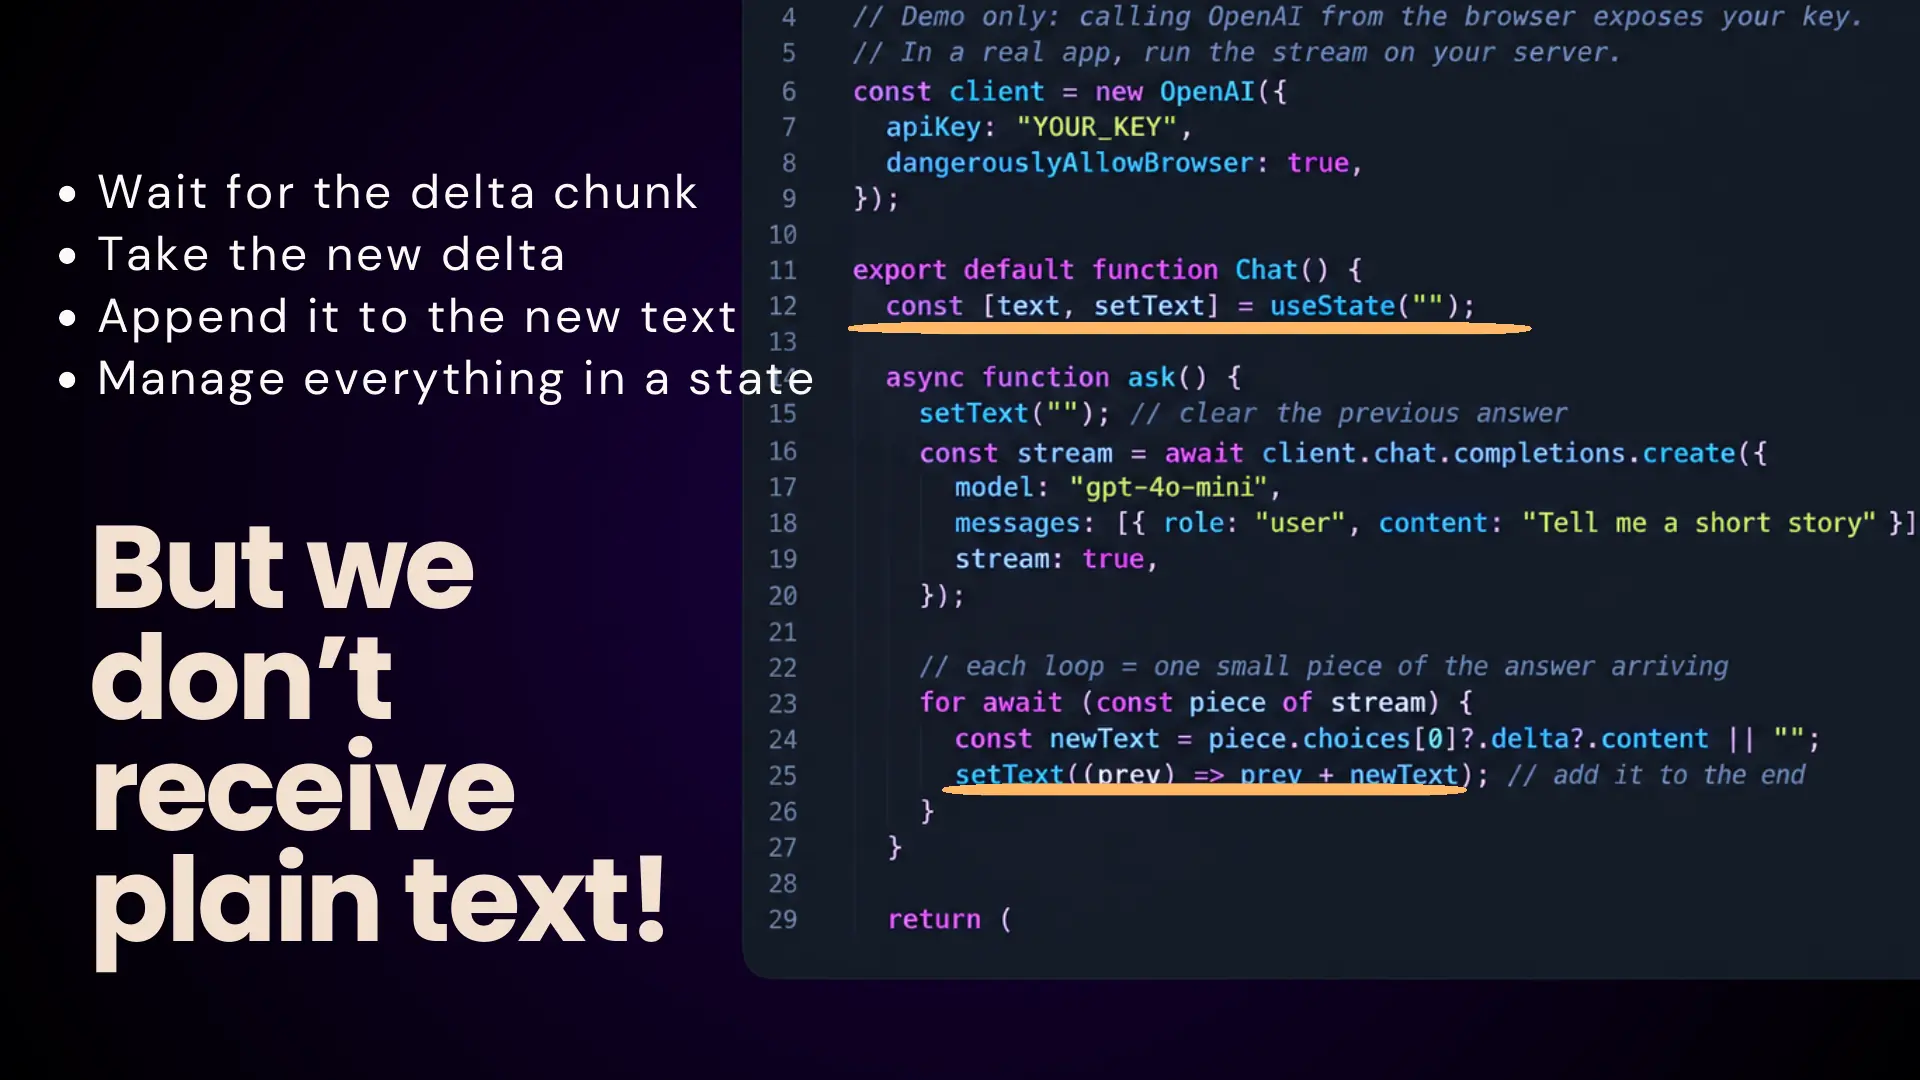 • Wait for the delta chunk
• Take the new delta
• Append it to the new text
• Manage everything in a state
But we
don’t
receive
plain text!
4 // Demo only: calling OpenAI from the browser exposes your key.
5 // In a real app, run the stream on your server.
6 const client = new OpenAI({
7 apiKey: "YOUR_KEY",
8 dangerouslyAllowBrowser: true,
9 });
10
11 export default function Chat() {
12 const [text, setText] = useState("");
13
14 async function ask() {
15 setText(""); // clear the previous answer
16 const stream = await client.chat.completions.create({
17 model: "gpt-4o-mini",
18 messages: [{ role: "user", content: "Tell me a short story" }]
19 stream: true,
20 });
21
22 // each loop = one small piece of the answer arriving
23 for await (const piece of stream) {
24 const newText = piece.choices[0]?.delta?.content || "";
25 setText((prev) => prev + newText); // add it to the end
26 }
27 }
28
29 return (